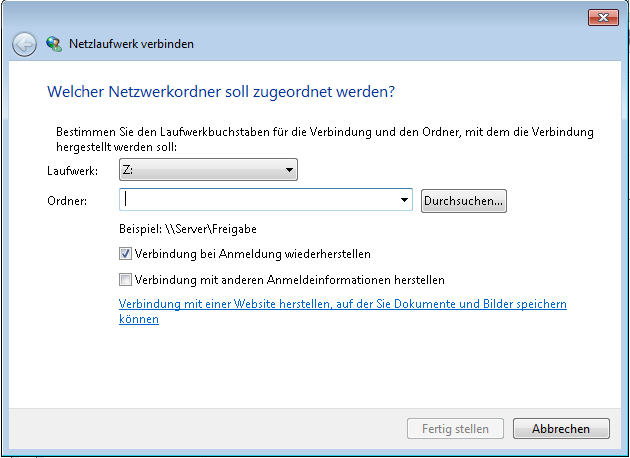 Netzlaufwerk verbinden
Welcher Netzwerkordner soll zugeordnet werden?
Bestimmen Sie den Laufwerkbuchstaben für die Verbindung und den Ordner, mit dem die Verbindung
hergestellt werden soll:
Laufwerk: Z:
Ordner: Durchsuchen...
Beispiel: \\Server\Freigabe
Verbindung bei Anmeldung wiederherstellen
Verbindung mit anderen Anmeldeinformationen herstellen
Verbindung mit einer Website herstellen, auf der Sie Dokumente und Bilder speichern
können
Fertig stellen Abbrechen